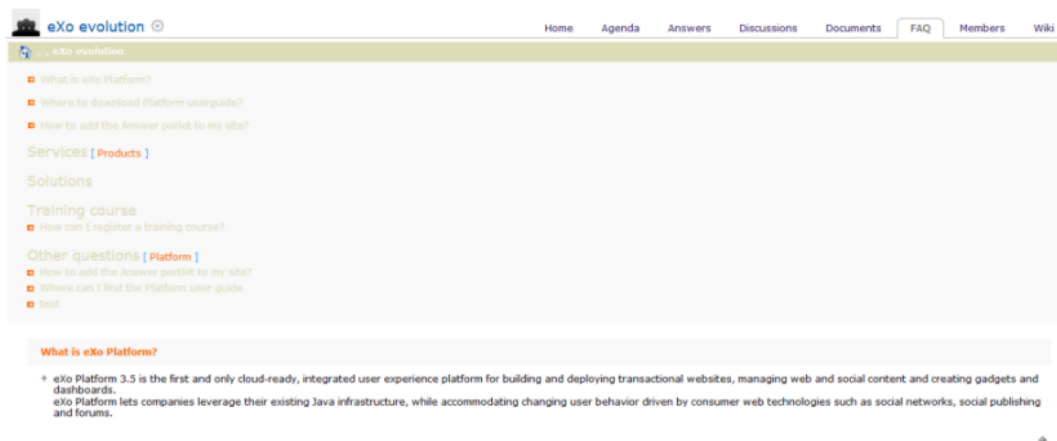 eXo evolution
Home Agenda Answers Discussions Documents FAQ Members Wiki
>> eXo evolution
What is eXo Platform?
Where to download Platform userguide?
How to add the Answer porlet to my site?
Services [ Products ]
Solutions
Training course
How can I register a training course?
Other questions [ Platform ]
How to add the Answer portlet to my site?
Where can I find the Platform user guide
What is eXo Platform?
eXo Platform 3.5 is the first and only cloud-ready, integrated user experience platform for building and deploying transactional websites, managing web and social content and creating gadgets and
dashboards.
eXo Platform lets companies leverage their existing Java infrastructure, while accommodating changing user behavior driven by consumer web technologies such as social networks, social publishing
and forums.